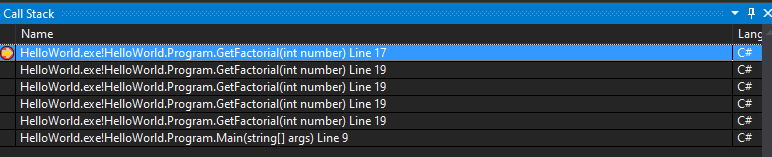 Call Stack
Name Lang
HelloWorld.exe!HelloWorld.Program.GetFactorial(int number) Line 17 C#
HelloWorld.exe!HelloWorld.Program.GetFactorial(int number) Line 19 C#
HelloWorld.exe!HelloWorld.Program.GetFactorial(int number) Line 19 C#
HelloWorld.exe!HelloWorld.Program.GetFactorial(int number) Line 19 C#
HelloWorld.exe!HelloWorld.Program.GetFactorial(int number) Line 19 C#
HelloWorld.exe!HelloWorld.Program.Main(string[] args) Line 9 C#